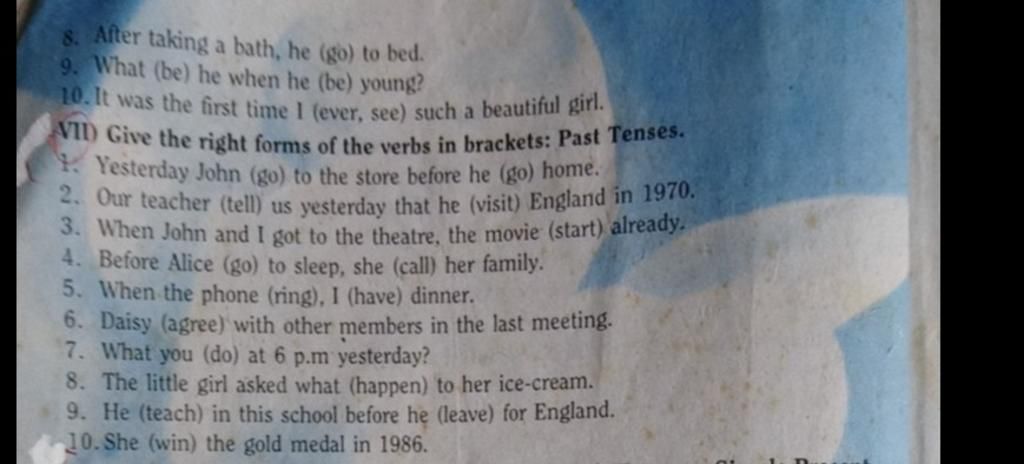 8. After taking a bath, he (go) to bed.
9. What (be) he when he (be) young?
10. It was the first time I (ever, see) such a beautiful girl.
VII) Give the right forms of the verbs in brackets: Past Tenses.
1. Yesterday John (go) to the store before he (go) home.
2. Our teacher (tell) us yesterday that he (visit) England in 1970.
3. When John and I got to the theatre, the movie (start) already.
4. Before Alice (go) to sleep, she (call) her family.
5. When the phone (ring), I (have) dinner.
6. Daisy (agree) with other members in the last meeting.
7. What you (do) at 6 p.m yesterday?
8. The little girl asked what (happen) to her ice-cream.
9. He (teach) in this school before he (leave) for England.
10. She (win) the gold medal in 1986.